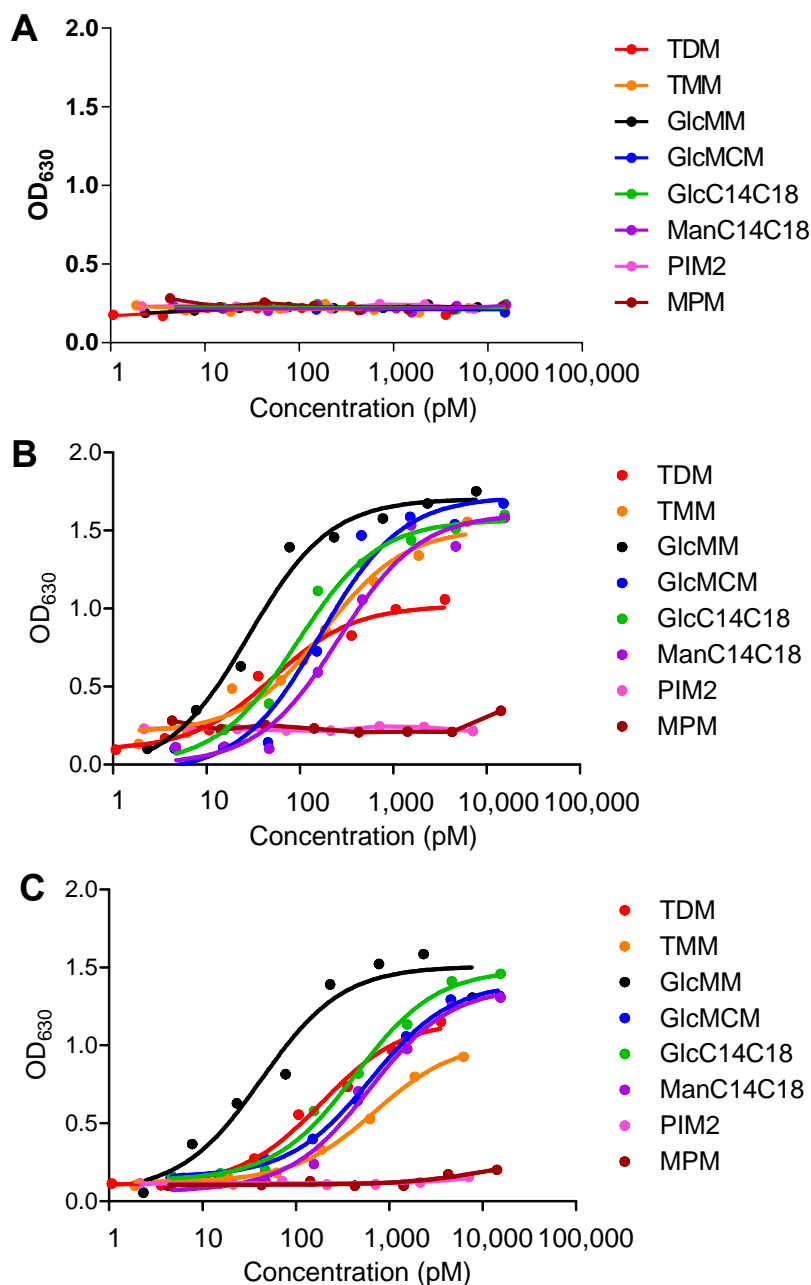 A
2.0
1.5
1.0
0.5
0.0
OD630
1 10 100 1,000 10,000 100,000
Concentration (pM)
TDM
TMM
GlcMM
GlcMCM
GlcC14C18
ManC14C18
PIM2
MPM
B
2.0
1.5
1.0
0.5
0.0
OD630
1 10 100 1,000 10,000 100,000
Concentration (pM)
TDM
TMM
GlcMM
GlcMCM
GlcC14C18
ManC14C18
PIM2
MPM
C
2.0
1.5
1.0
0.5
0.0
OD630
1 10 100 1,000 10,000 100,000
Concentration (pM)
TDM
TMM
GlcMM
GlcMCM
GlcC14C18
ManC14C18
PIM2
MPM